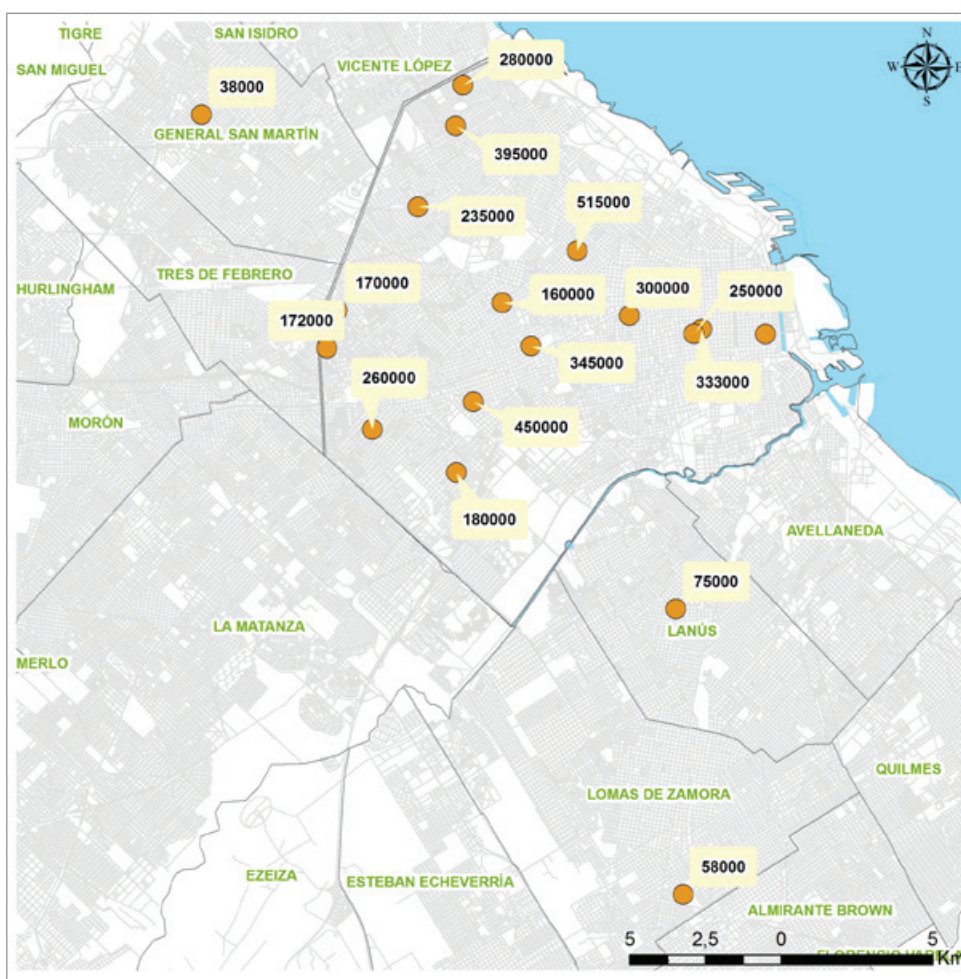 TIGRE
SAN ISIDRO
SAN MIGUEL
VICENTE LÓPEZ
280000
N
W
E
S
38000
GENERAL SAN MARTÍN
395000
235000
515000
TRES DE FEBRERO
HURLINGHAM
170000
160000
300000
250000
172000
345000
333000
260000
MORÓN
450000
180000
AVELLANEDA
75000
LA MATANZA
LANÚS
MERLO
QUILMES
LOMAS DE ZAMORA
58000
EZEIZA
ESTEBAN ECHEVERRÍA
ALMIRANTE BROWN
5 2,5 0 5
Km